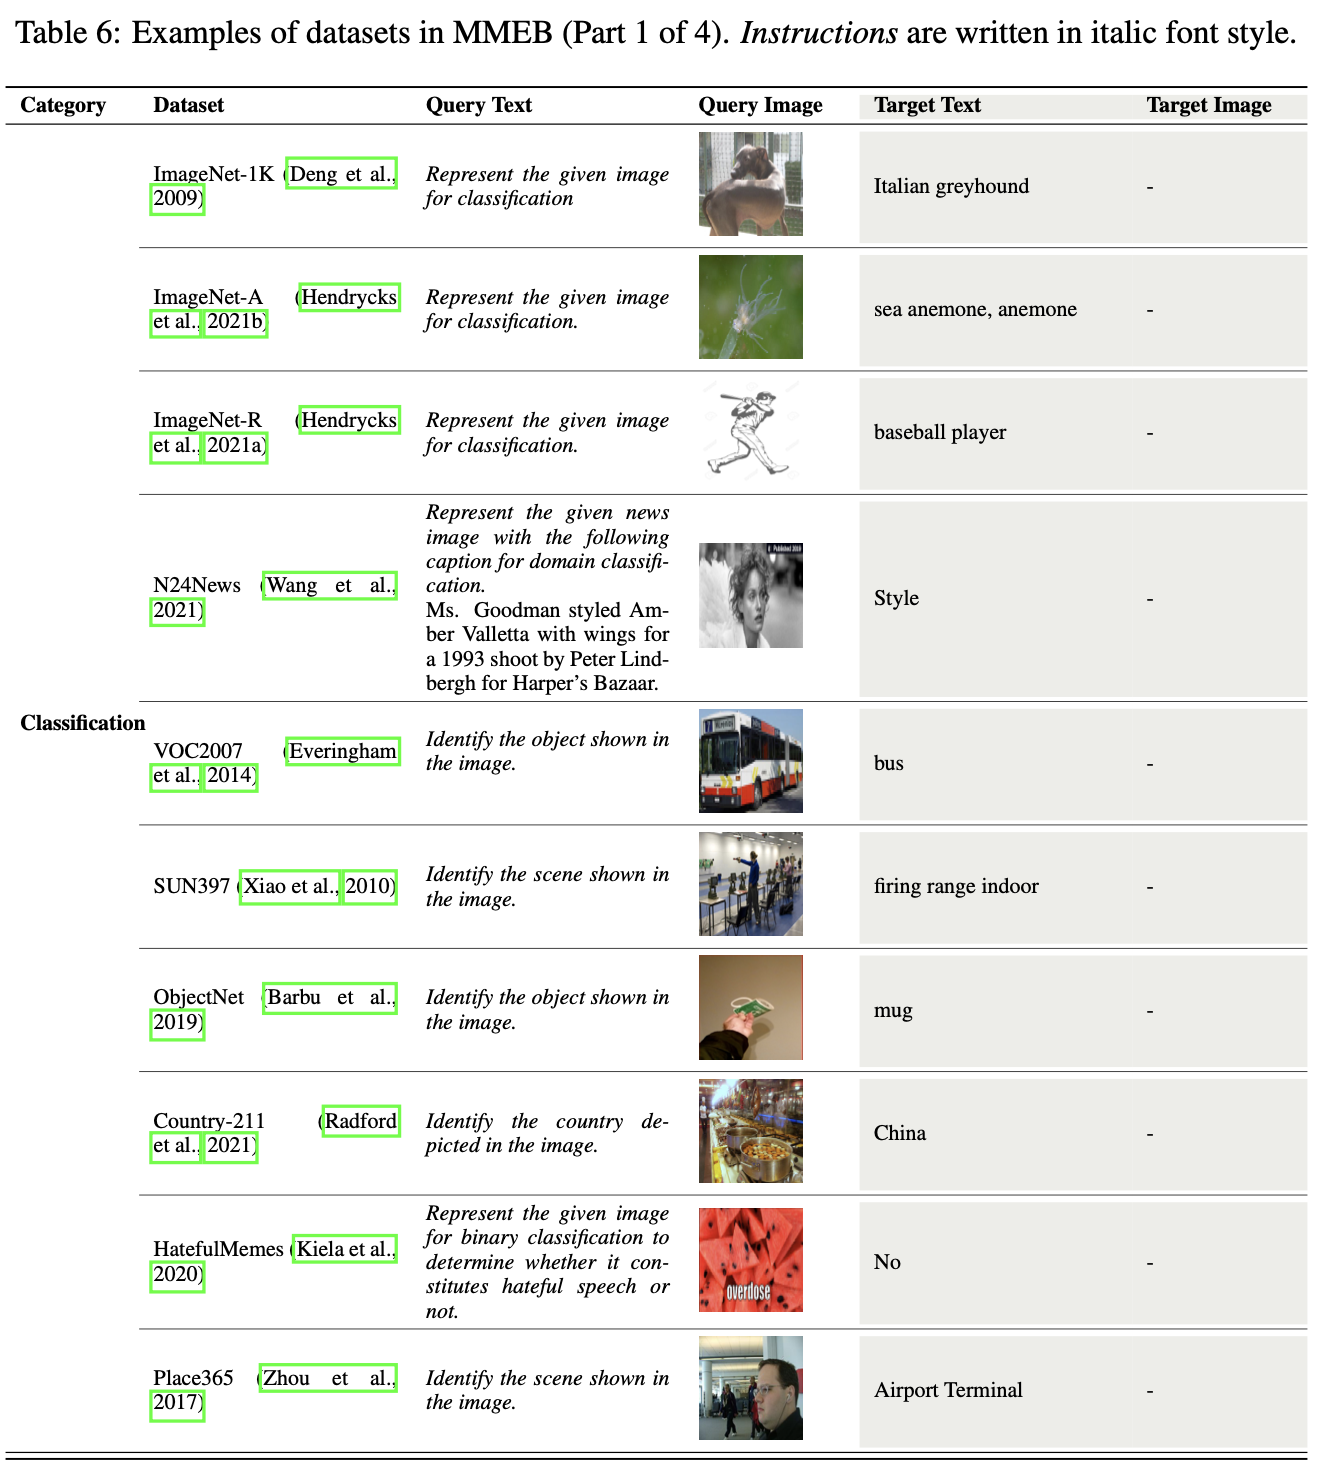 Table 6: Examples of datasets in MMEB (Part 1 of 4). Instructions are written in italic font style.
Category Dataset Query Text Query Image Target Text Target Image
ImageNet-1K (Deng et al.,
2009)
Represent the given image
for classification
Italian greyhound
-
ImageNet-A (Hendrycks
et al., 2021b)
Represent the given image
for classification.
sea anemone, anemone
-
ImageNet-R (Hendrycks
et al., 2021a)
Represent the given image
for classification.
baseball player
-
N24News (Wang et al.,
2021)
Represent the given news
image with the following
caption for domain classifi-
cation.
Ms. Goodman styled Am-
ber Valletta with wings for
a 1993 shoot by Peter Lind-
bergh for Harper's Bazaar.
Style
-
Classification
VOC2007 (Everingham
et al., 2014)
Identify the object shown in
the image.
bus
-
SUN397 (Xiao et al., 2010)
Identify the scene shown in
the image.
firing range indoor
-
ObjectNet (Barbu et al.,
2019)
Identify the object shown in
the image.
mug
-
Country-211 (Radford
et al., 2021)
Identify the country de-
picted in the image.
China
-
HatefulMemes (Kiela et al.,
2020)
Represent the given image
for binary classification to
determine whether it con-
stitutes hateful speech or
not.
overdose
No
-
Place365 (Zhou et al.,
2017)
Identify the scene shown in
the image.
Airport Terminal
-